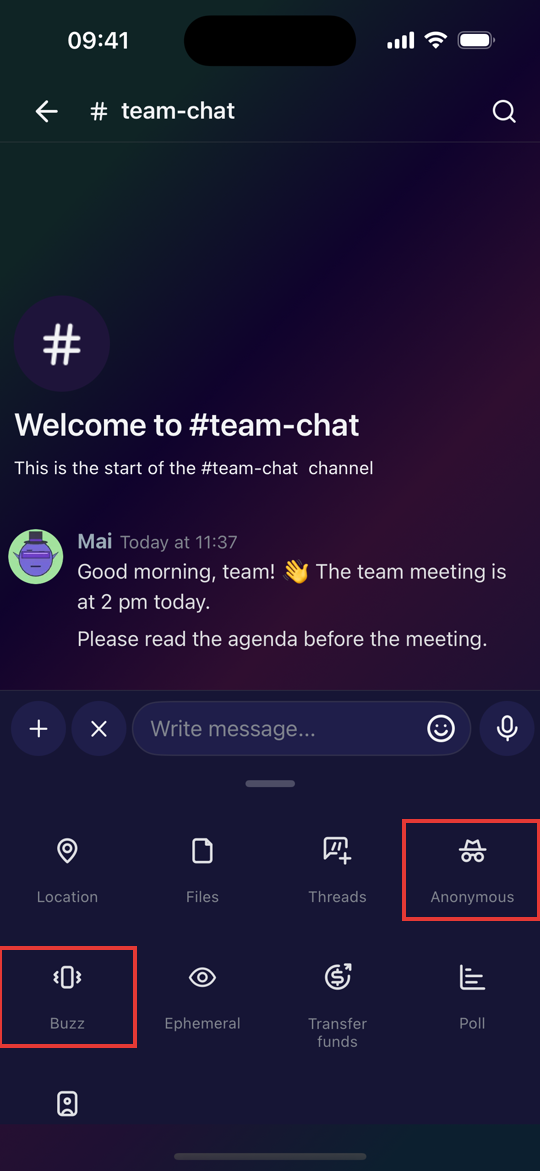 09:41
# team-chat
#
Welcome to #team-chat
This is the start of the #team-chat channel
Mai Today at 11:37
Good morning, team! 👋 The team meeting is
at 2 pm today.
Please read the agenda before the meeting.
Write message...
Location Files Threads Anonymous
Buzz Ephemeral Transfer funds Poll